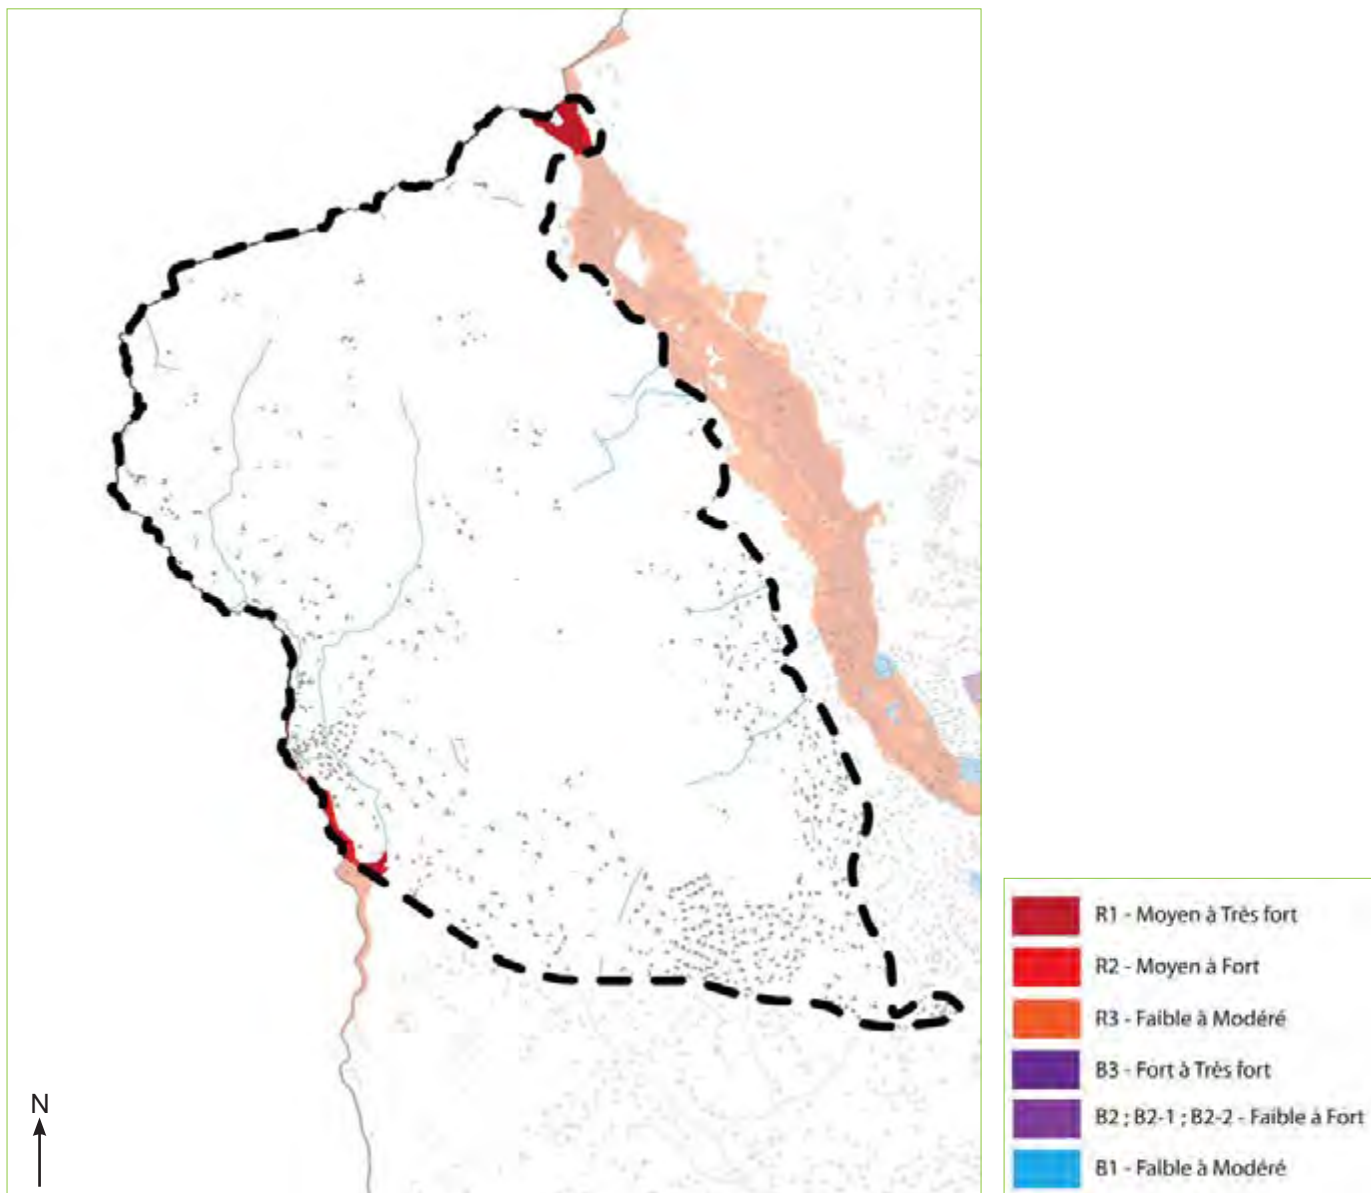 N
R1 - Moyen à Très fort
R2 - Moyen à Fort
R3 - Faible à Modéré
B3 - Fort à Très fort
B2 ; B2-1 ; B2-2 - Faible à Fort
B1 - Faible à Modéré